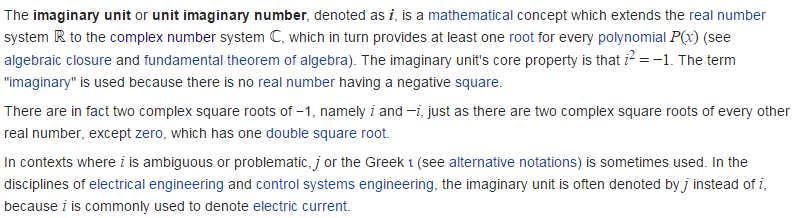 The imaginary unit or unit imaginary number, denoted as i, is a mathematical concept which extends the real number
system ℝ to the complex number system ℂ, which in turn provides at least one root for every polynomial P(x) (see
algebraic closure and fundamental theorem of algebra). The imaginary unit's core property is that i² = −1. The term
"imaginary" is used because there is no real number having a negative square.
There are in fact two complex square roots of −1, namely i and −i, just as there are two complex square roots of every other
real number, except zero, which has one double square root.
In contexts where i is ambiguous or problematic, j or the Greek ι (see alternative notations) is sometimes used. In the
disciplines of electrical engineering and control systems engineering, the imaginary unit is often denoted by j instead of i,
because i is commonly used to denote electric current.